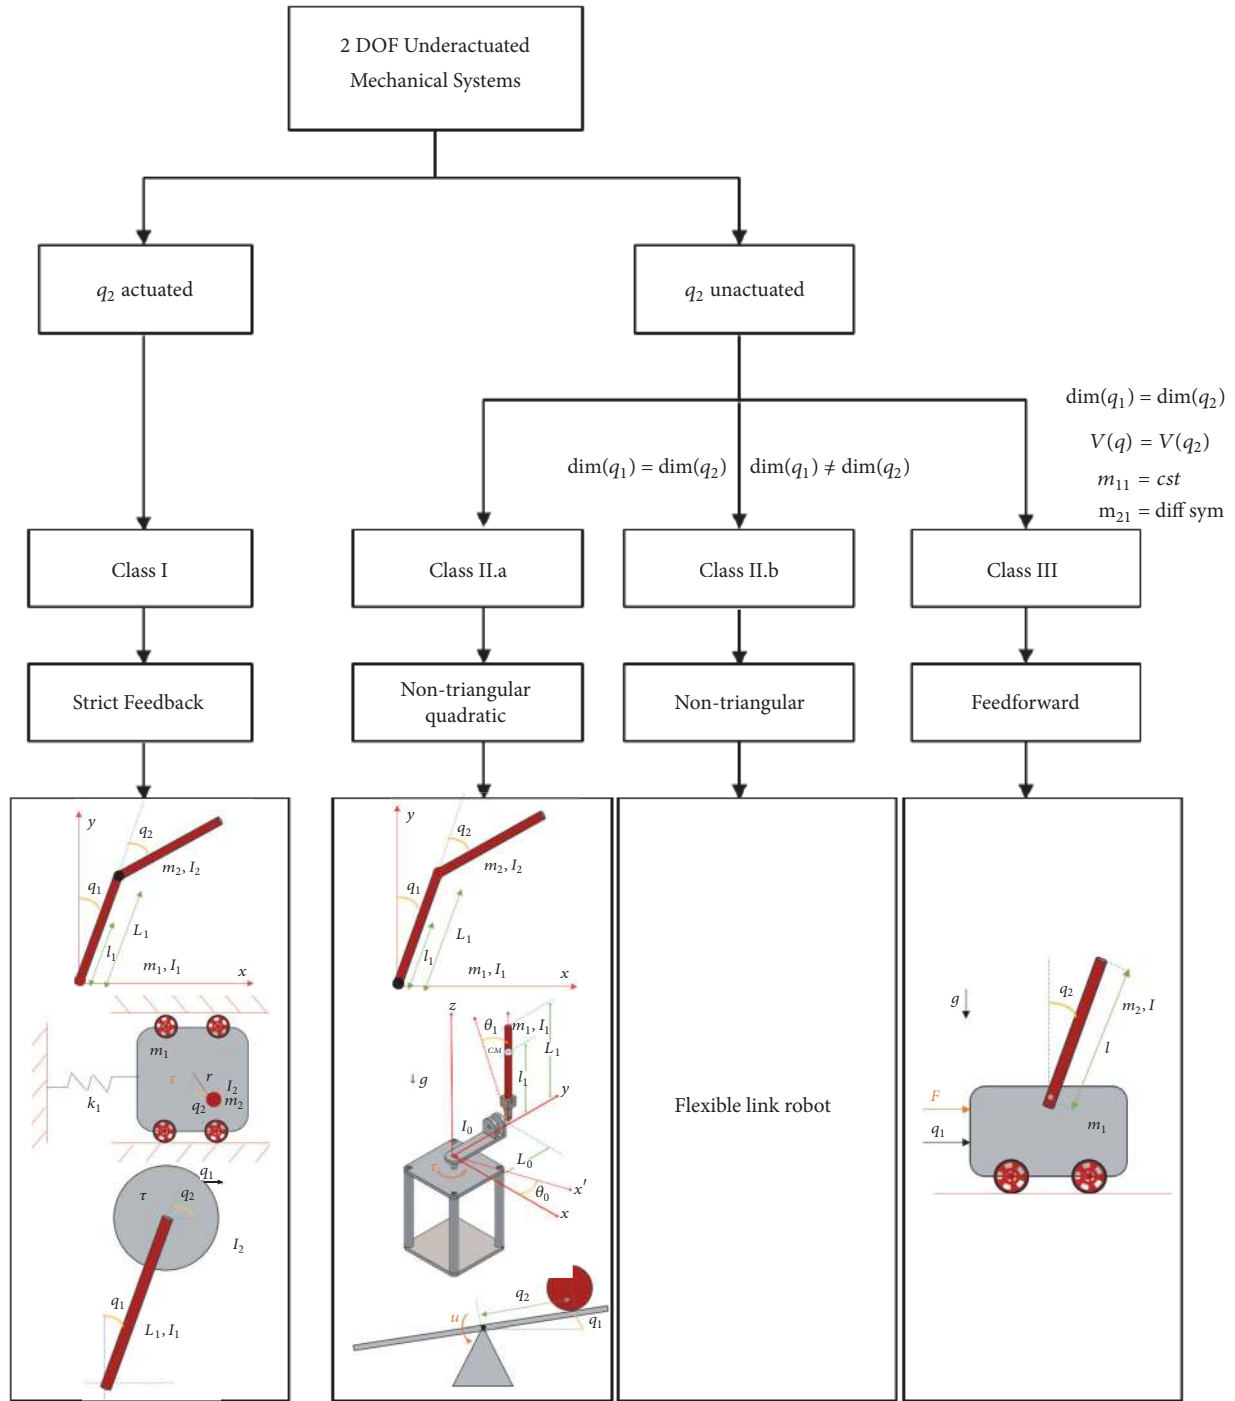 2 DOF Underactuated
Mechanical Systems
q₂ actuated
q₂ unactuated
dim(q₁) = dim(q₂)
V(q) = V(q₂)
m₁₁ = cst
m₂₁ = diff sym
dim(q₁) = dim(q₂)
dim(q₁) ≠ dim(q₂)
Class I
Class II.a
Class II.b
Class III
Strict Feedback
Non-triangular
quadratic
Non-triangular
Feedforward
y
q₂
m₂, I₂
q₁
L₁
l₁
m₁, I₁
x
m₁
τ
r
I₂
q₂
m₂
k₁
q₁
τ
q₂
I₂
q₁
L₁, I₁
y
q₂
m₂, I₂
q₁
L₁
l₁
m₁, I₁
x
z
θ₁
m₁, I₁
CM
L₁
l₁
g
y
I₀
L₀
τ
θ₀
x′
x
q₂
u
q₁
Flexible link robot
g
q₂
m₂, I
l
F
q₁
m₁